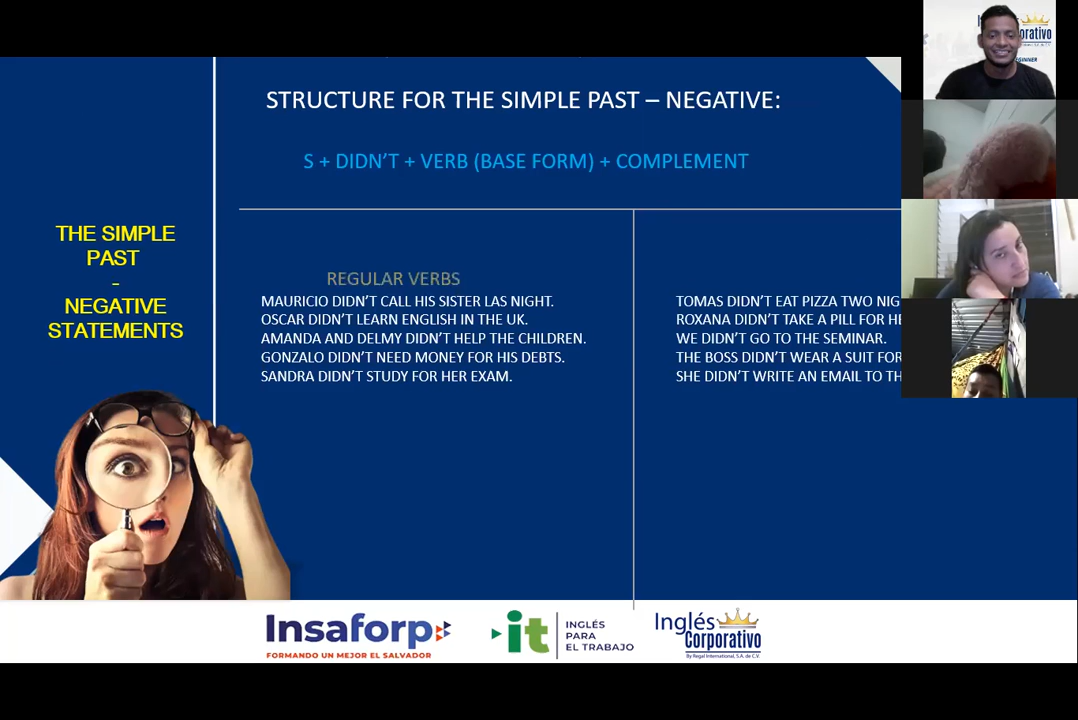 STRUCTURE FOR THE SIMPLE PAST – NEGATIVE:
S + DIDN’T + VERB (BASE FORM) + COMPLEMENT
THE SIMPLE
PAST
-
NEGATIVE
STATEMENTS
REGULAR VERBS
MAURICIO DIDN’T CALL HIS SISTER LAS NIGHT.
OSCAR DIDN’T LEARN ENGLISH IN THE UK.
AMANDA AND DELMY DIDN’T HELP THE CHILDREN.
GONZALO DIDN’T NEED MONEY FOR HIS DEBTS.
SANDRA DIDN’T STUDY FOR HER EXAM.
TOMAS DIDN’T EAT PIZZA TWO
ROXANA DIDN’T TAKE A PILL FOR
WE DIDN’T GO TO THE SEMINAR.
THE BOSS DIDN’T WEAR A SUIT FOR
SHE DIDN’T WRITE AN EMAIL TO
Insaforp
FORMANDO UN MEJOR EL SALVADOR
it
INGLÉS
PARA
EL TRABAJO
Inglés
Corporativo
By Regal International, S.A. de C.V.